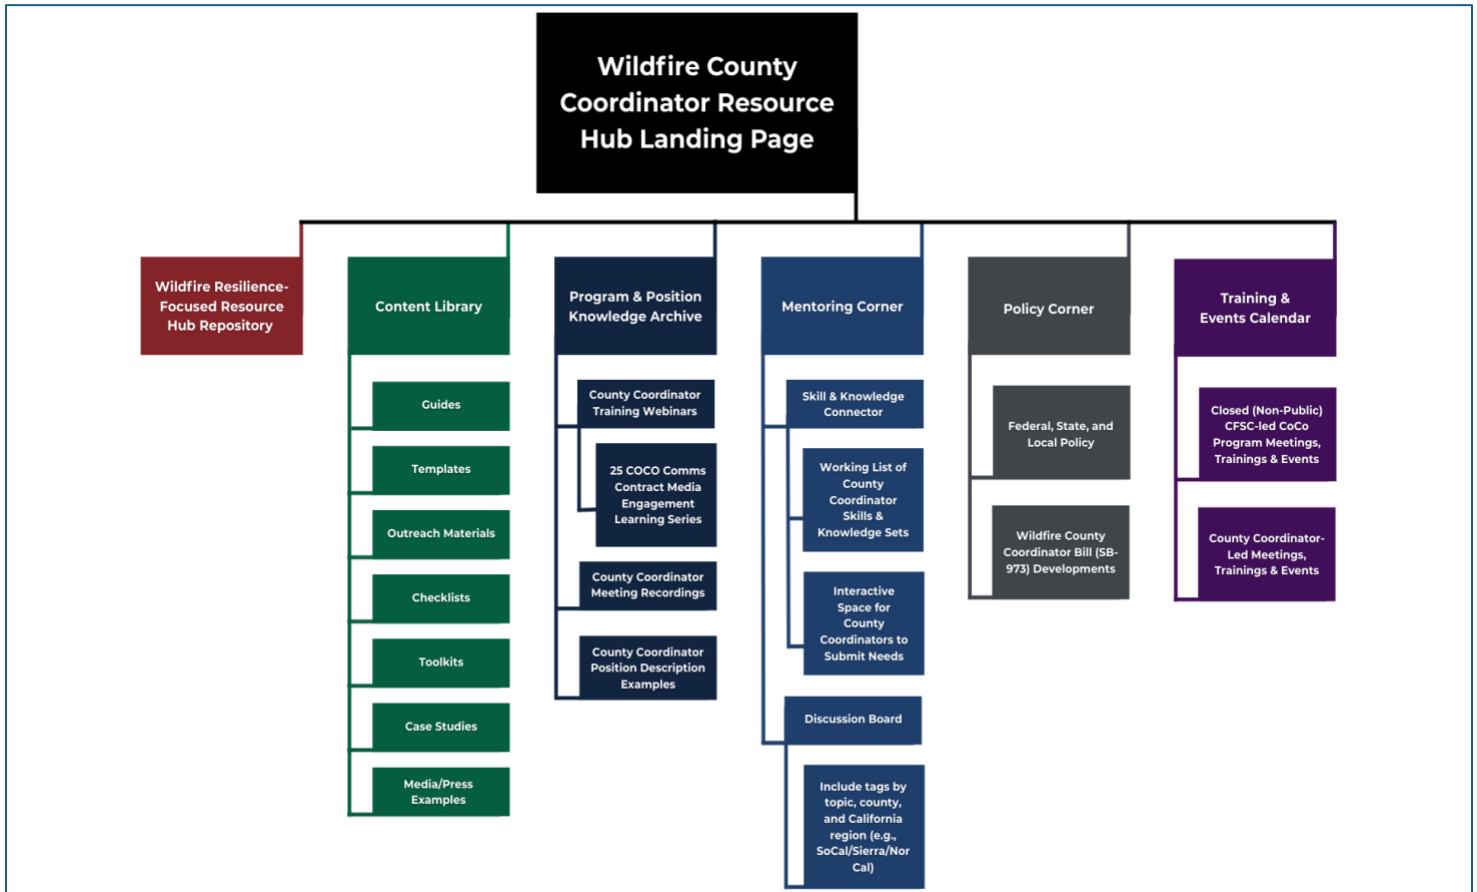 Wildfire County
Coordinator Resource
Hub Landing Page
Wildfire Resilience-
Focused Resource
Hub Repository
Content Library
Guides
Templates
Outreach Materials
Checklists
Toolkits
Case Studies
Media/Press
Examples
Program & Position
Knowledge Archive
County Coordinator
Training Webinars
25 COCO Comms
Contract Media
Engagement
Learning Series
County Coordinator
Meeting Recordings
County Coordinator
Position Description
Examples
Mentoring Corner
Skill & Knowledge
Connector
Working List of
County
Coordinator
Skills &
Knowledge Sets
Interactive
Space for
County
Coordinators to
Submit Needs
Discussion Board
Include tags by
topic, county,
and California
region (e.g.,
SoCal/Sierra/Nor
Cal)
Policy Corner
Federal, State, and
Local Policy
Wildfire County
Coordinator Bill (SB-
973) Developments
Training &
Events Calendar
Closed (Non-Public)
CFSC-led CoCo
Program Meetings,
Trainings & Events
County Coordinator-
Led Meetings,
Trainings & Events